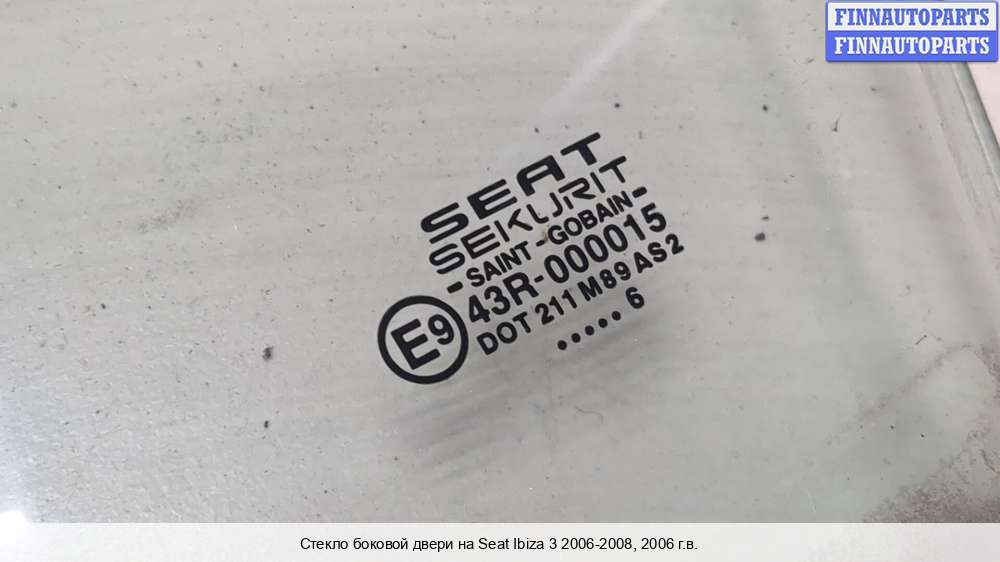 FINNAUTOPARTS
FINNAUTOPARTS
SEAT
SEKURIT
-SAINT-GOBAIN-
E9
43R-000015
DOT 211 M89 AS2
..... 6
Стекло боковой двери на Seat Ibiza 3 2006-2008, 2006 г.в.